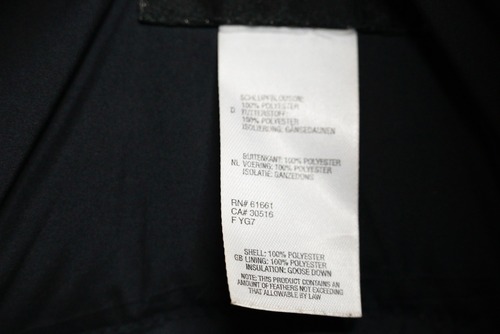 100% POLYESTER
D FUTTERSTOFF
100% POLYESTER
ISOLIERUNG: GANSEDAUNEN
BUITENKANT: 100% POLYESTER
NL VOERING: 100% POLYESTER
ISOLATIE: GANZEDONS
RN# 61661
CA# 30516
F YG7
SHELL: 100% POLYESTER
GB LINING: 100% POLYESTER
INSULATION: GOOSE DOWN
NOTE: THIS PRODUCT CONTAINS AN
AMOUNT OF FEATHERS NOT EXCEEDING
THAT ALLOWABLE BY LAW